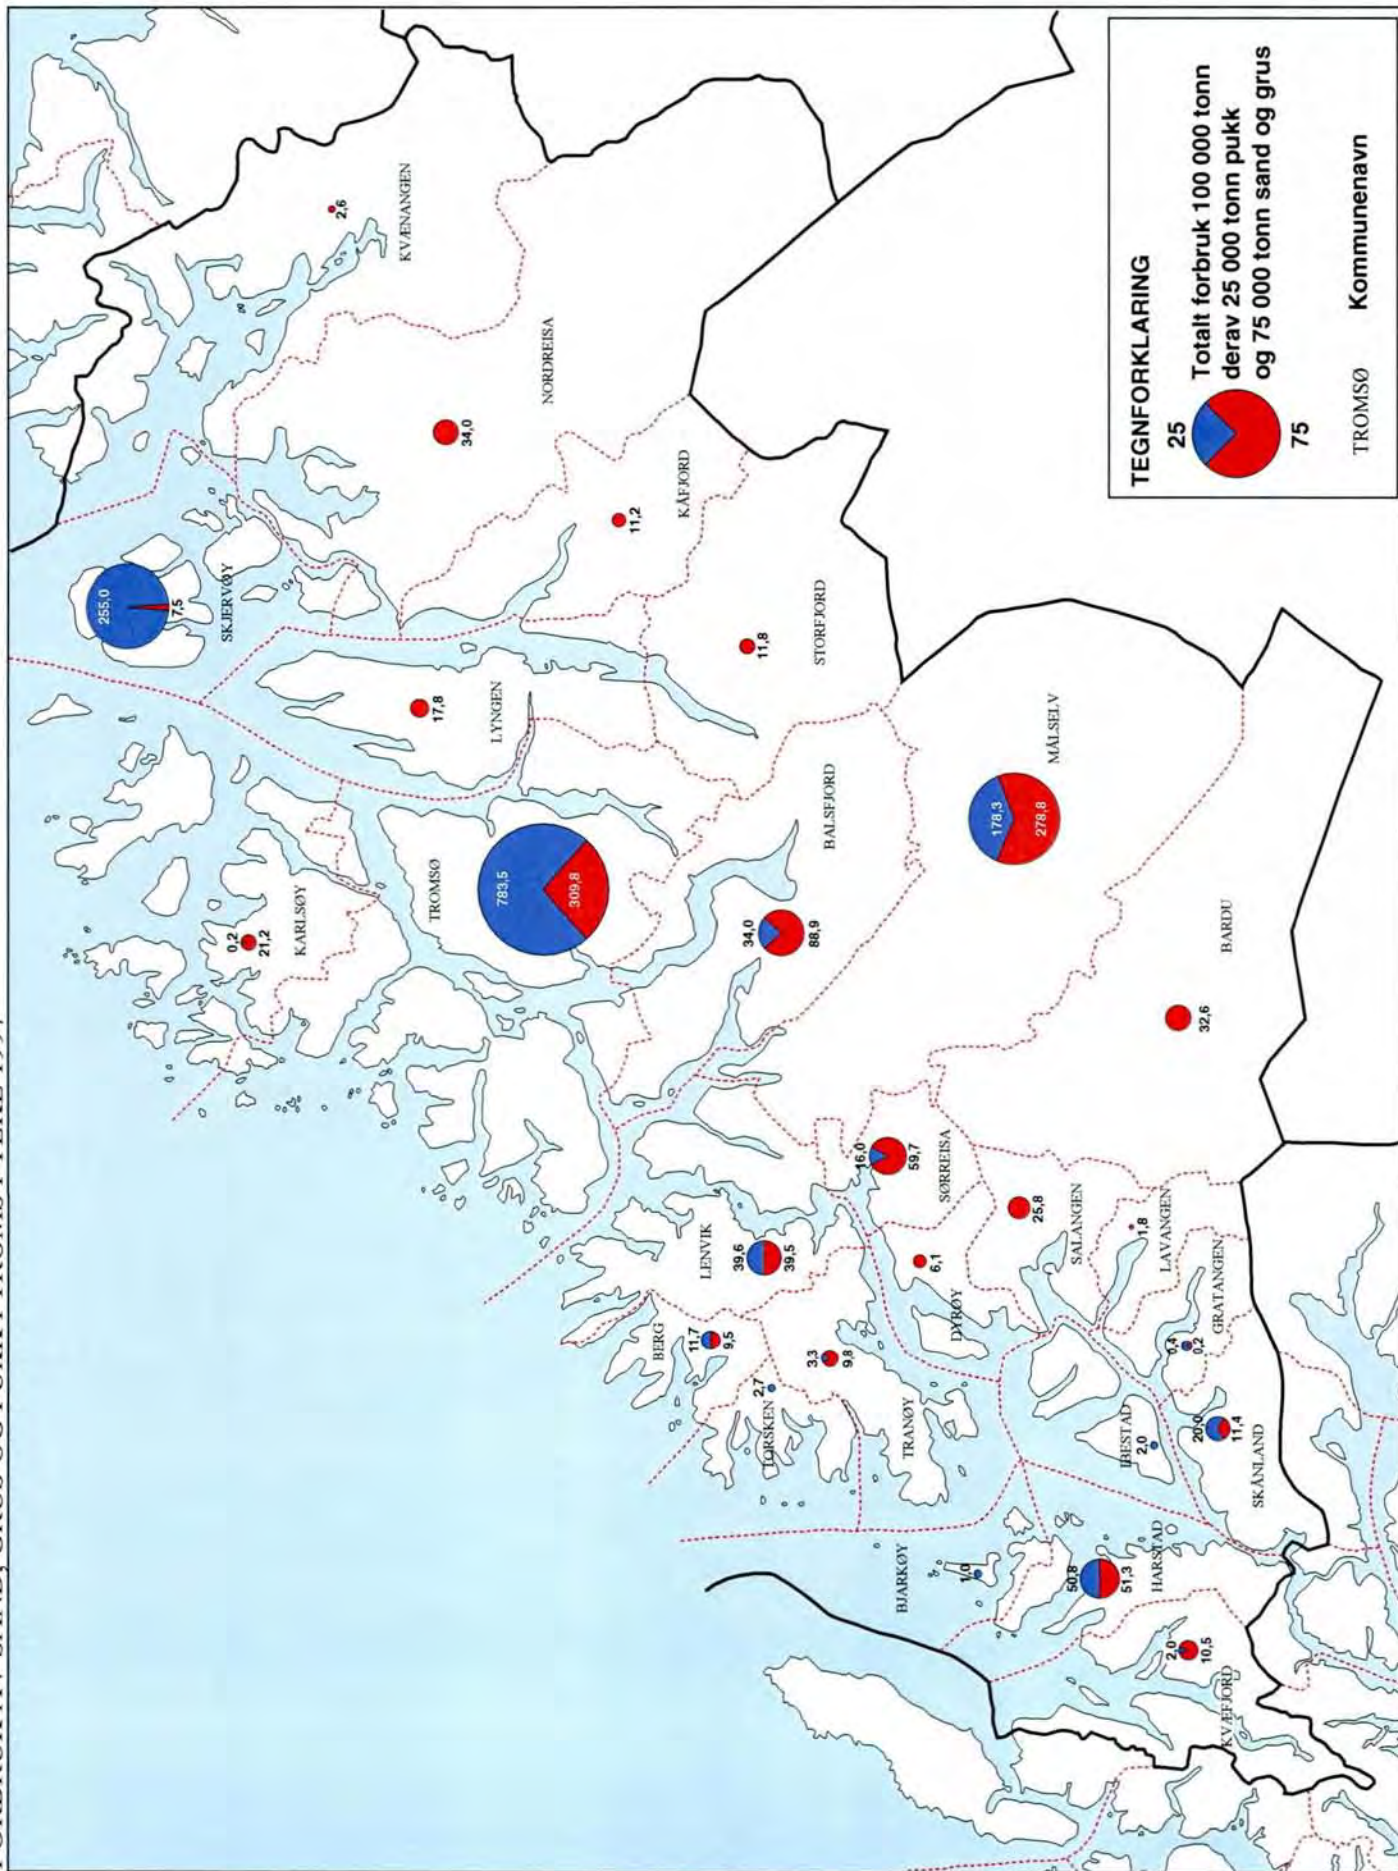 TEGNFORKLARING
25
75
Totalt forbruk 100 000 tonn
derav 25 000 tonn pukk
og 75 000 tonn sand og grus
TROMSØ
Kommunenavn
KVÆNANGEN
2,6
NORDREISA
34,0
SKJERVØY
255,0
7,5
KÅFJORD
11,2
STORFJORD
11,8
LYNGEN
17,8
KARLSØY
0,2
21,2
TROMSØ
783,5
309,8
BALSFJORD
34,0
88,9
MÅLSELV
178,3
278,8
BARDU
32,6
SØRREISA
16,0
59,7
LENVIK
39,6
39,5
BERG
11,7
9,5
TORSKEN
2,7
TRANØY
3,3
9,8
DYRØY
6,1
SALANGEN
25,8
LAVANGEN
1,8
GRATANGEN
0,4
0,2
IBESTAD
2,0
SKÅNLAND
20,0
11,4
BJARKØY
1,0
HARSTAD
50,8
51,3
KVÆFJORD
2,0
10,5